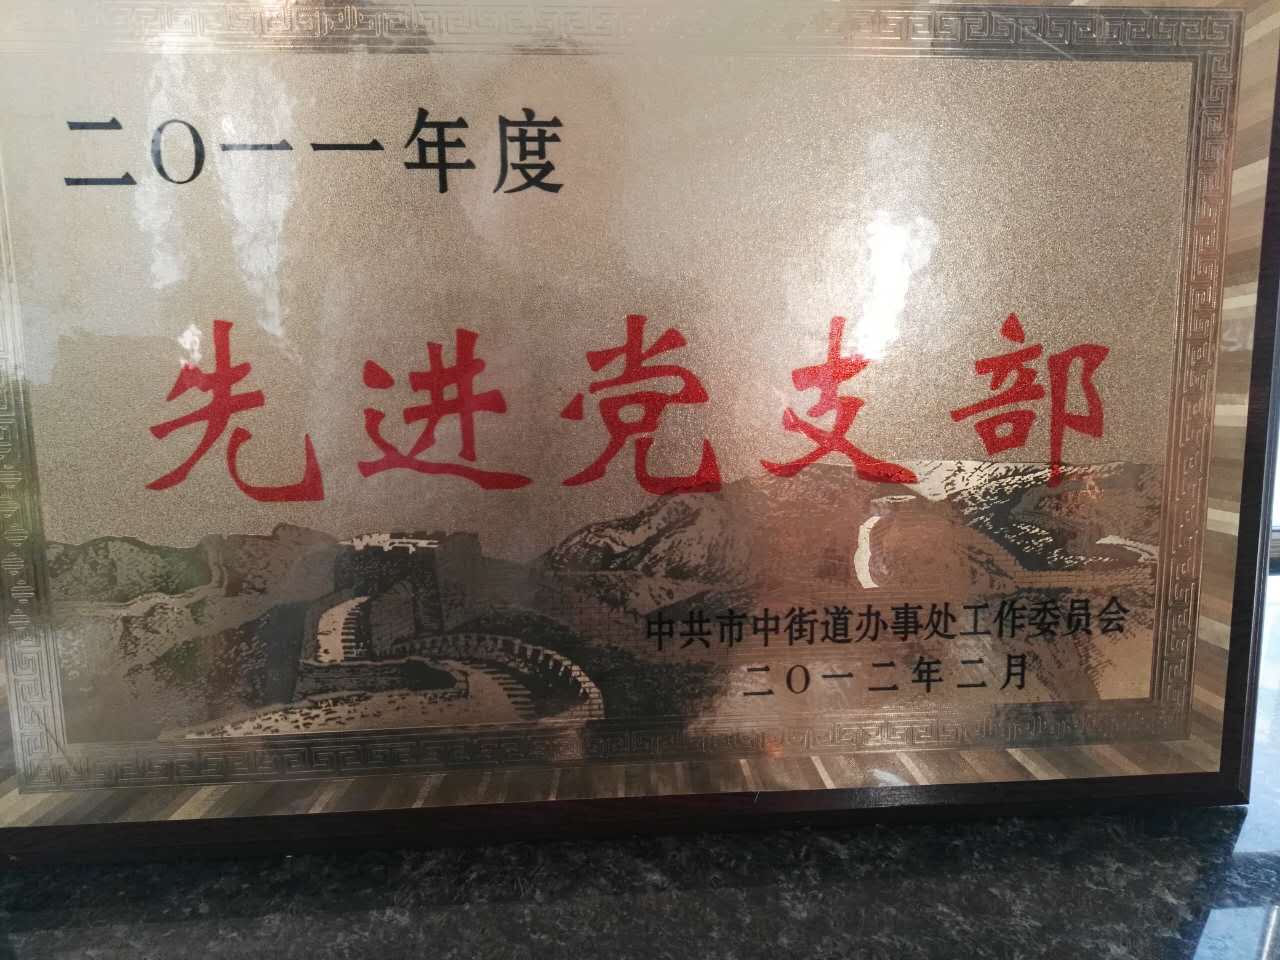 二〇一一年度
先进党支部
中共市中街道办事处工作委员会
二〇一二年二月